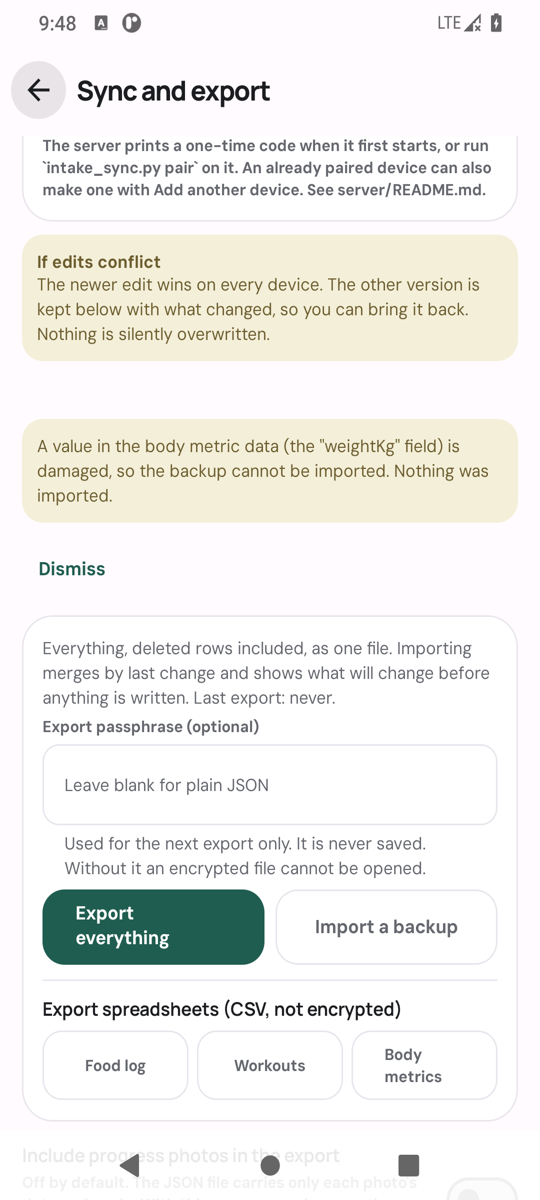 9:48
LTE
Sync and export
The server prints a one-time code when it first starts, or run
`intake_sync.py pair` on it. An already paired device can also
make one with Add another device. See server/README.md.
If edits conflict
The newer edit wins on every device. The other version is
kept below with what changed, so you can bring it back.
Nothing is silently overwritten.
A value in the body metric data (the "weightKg" field) is
damaged, so the backup cannot be imported. Nothing was
imported.
Dismiss
Everything, deleted rows included, as one file. Importing
merges by last change and shows what will change before
anything is written. Last export: never.
Export passphrase (optional)
Leave blank for plain JSON
Used for the next export only. It is never saved.
Without it an encrypted file cannot be opened.
Export
everything
Import a backup
Export spreadsheets (CSV, not encrypted)
Food log
Workouts
Body
metrics
Include progress photos in the export
Off by default. The JSON file carries only each photo's